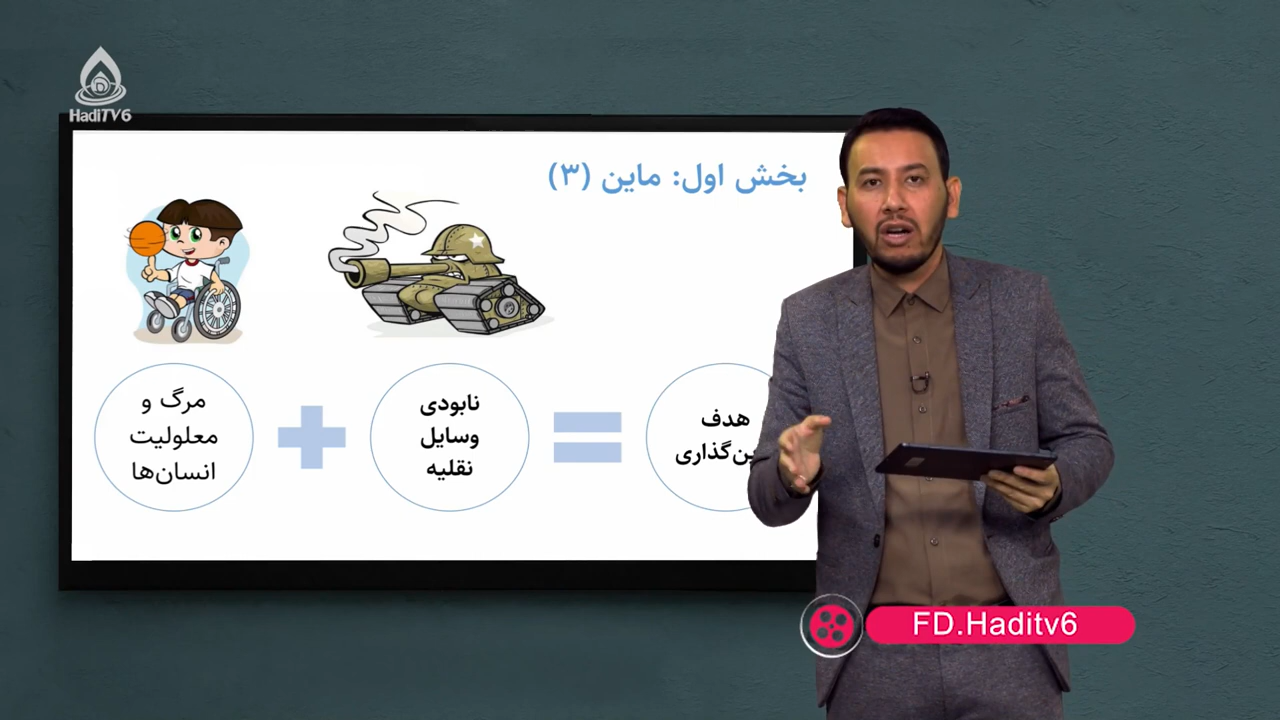 HadiTV6
بخش اول: ماین (۳)
هدف
نابودی
وسایل
نقلیه
مرگ و
معلولیت
انسان‌ها
FD.Haditv6